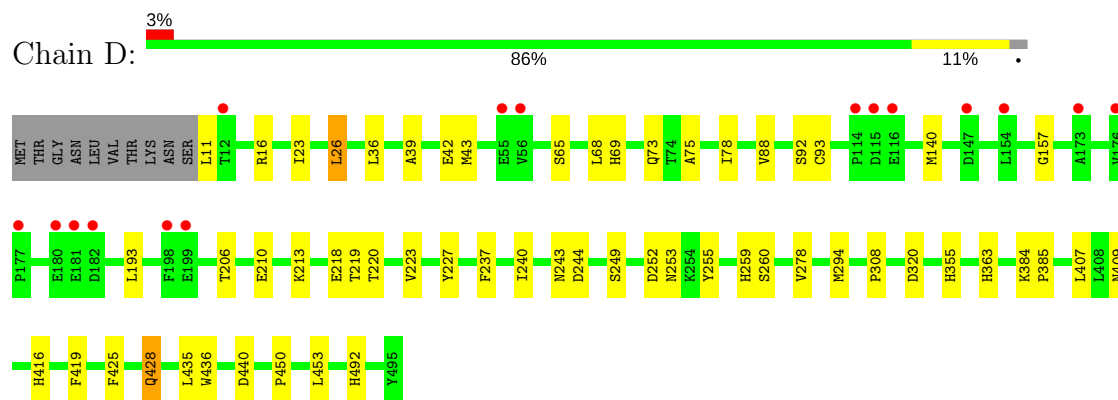 3%
Chain D:
86%
11%
•
MET THR GLY ASN LEU VAL THR LYS ASN SER L11 T12 R16 I23 L26 L36 A39 E42 M43 E55 V56 S65 L68 H69 Q73 T74 A75 I78 V88 S92 C93 P114 D115 E116 M140 D147 L154 G157 A173 V176
P177 E180 E181 D182 L193 F198 E199 T206 E210 K213 E218 T219 T220 V223 Y227 F237 I240 N243 D244 S249 D252 N253 K254 Y255 H259 S260 V278 M294 P308 D320 H355 H363 K384 P385 L407 L408 N409
H416 F419 F425 Q428 L435 W436 D440 P450 L453 H492 Y495